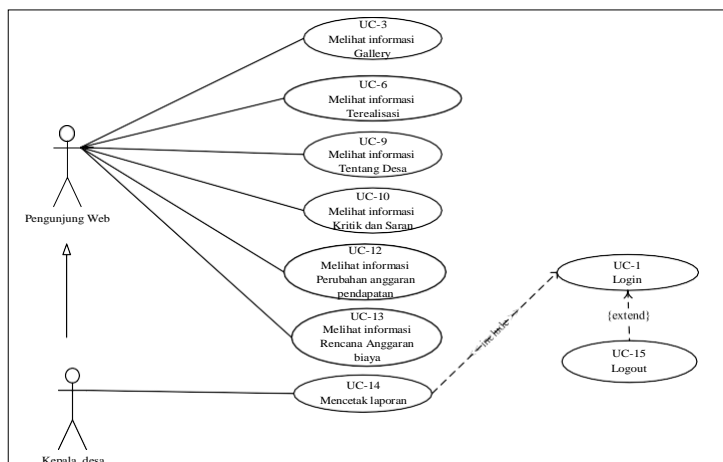 UC-3
Melihat informasi
Gallery
UC-6
Melihat informasi
Terealisasi
UC-9
Melihat informasi
Tentang Desa
UC-10
Melihat informasi
Kritik dan Saran
Pengunjung Web
UC-12
Melihat informasi
Perubahan anggaran
pendapatan
UC-1
Login
include
{extend}
UC-13
Melihat informasi
Rencana Anggaran
biaya
UC-15
Logout
UC-14
Mencetak laporan
Kepala desa